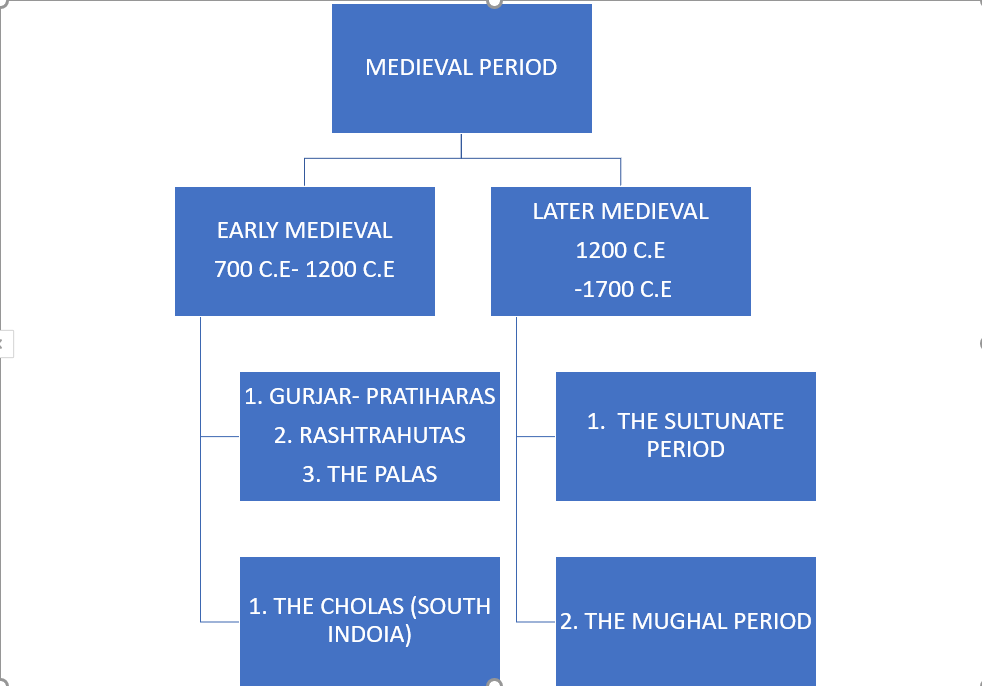 MEDIEVAL PERIOD
EARLY MEDIEVAL
700 C.E- 1200 C.E
LATER MEDIEVAL
1200 C.E
-1700 C.E
1. GURJAR- PRATIHARAS
2. RASHTRAHUTAS
3. THE PALAS
1. THE SULTUNATE
PERIOD
1. THE CHOLAS (SOUTH
INDOIA)
2. THE MUGHAL PERIOD